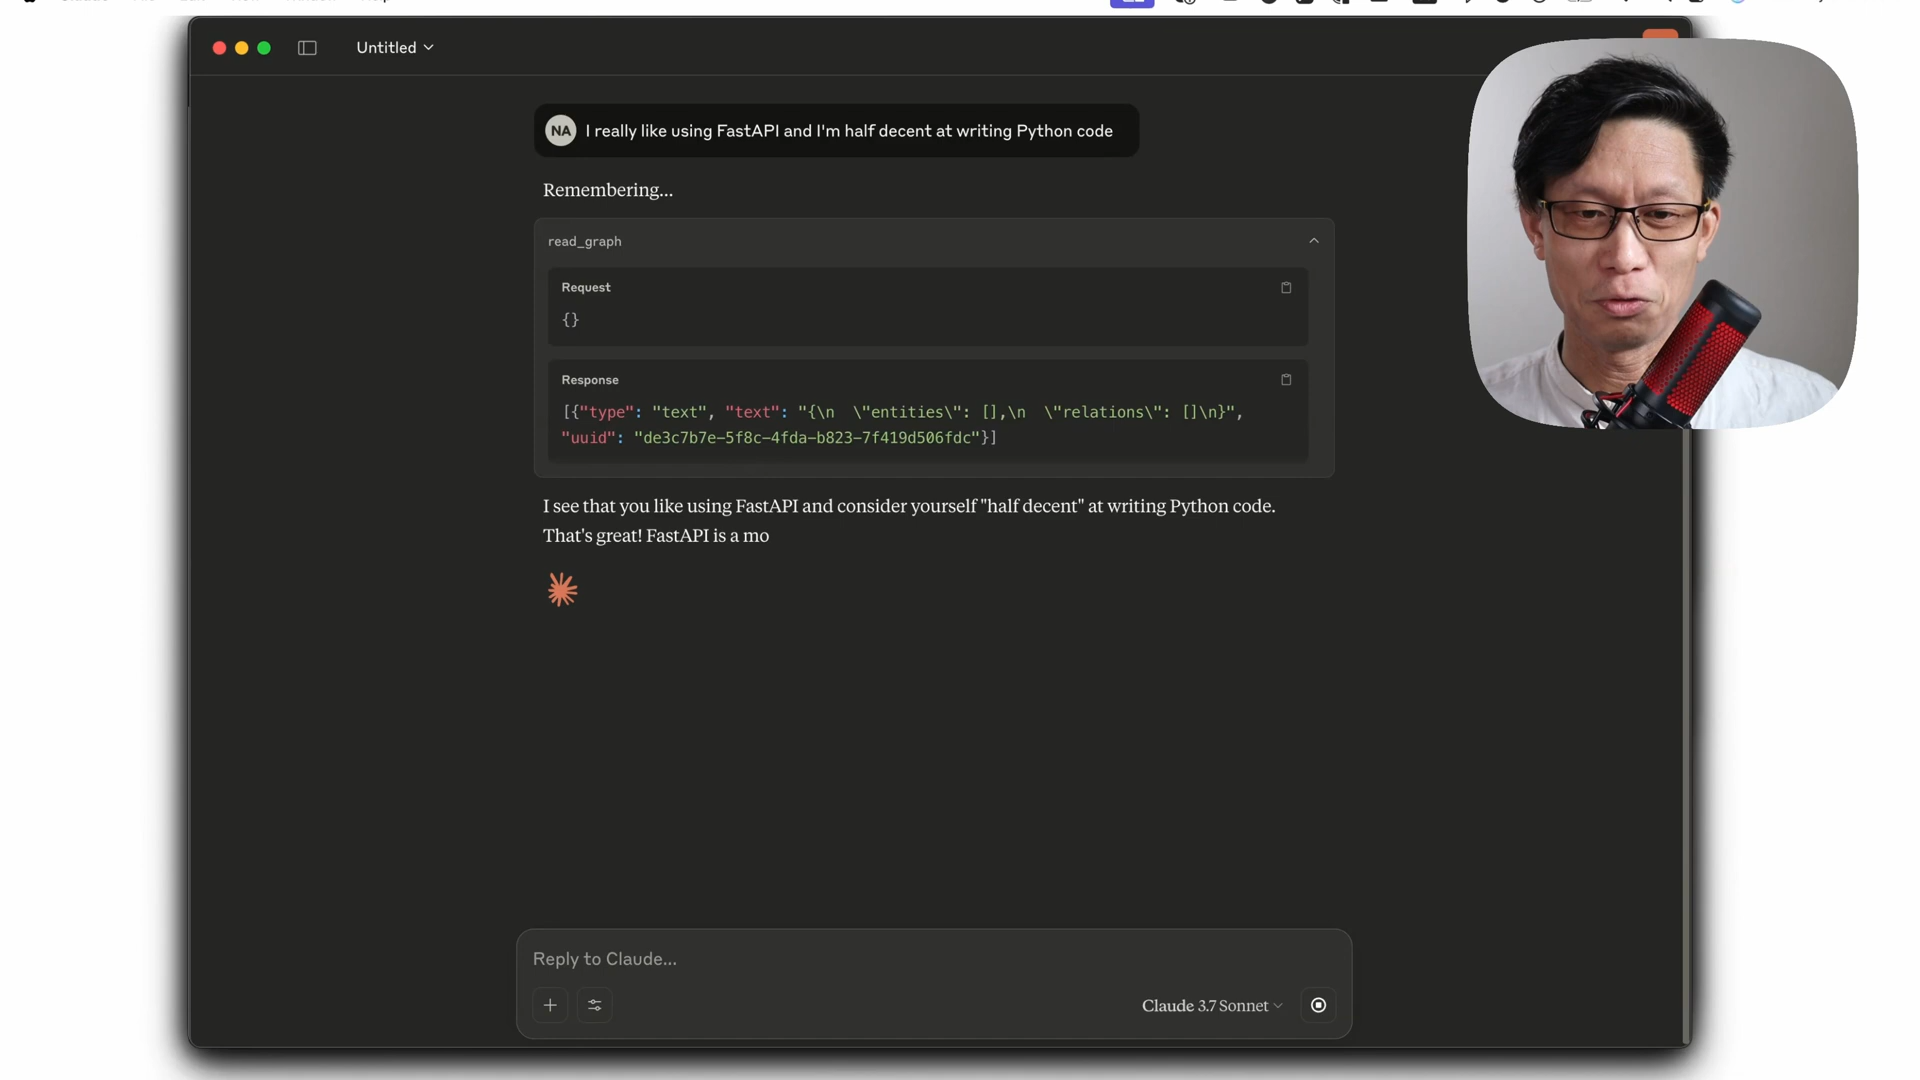 Untitled
NA
I really like using FastAPI and I'm half decent at writing Python code
Remembering...
read_graph
Request
{}
Response
[{"type": "text", "text": "{\n  \"entities\": [],\n  \"relations\": []\n}",
"uuid": "de3c7b7e-5f8c-4fda-b823-7f419d506fdc"}]
I see that you like using FastAPI and consider yourself "half decent" at writing Python code.
That's great! FastAPI is a mo
Reply to Claude...
Claude 3.7 Sonnet